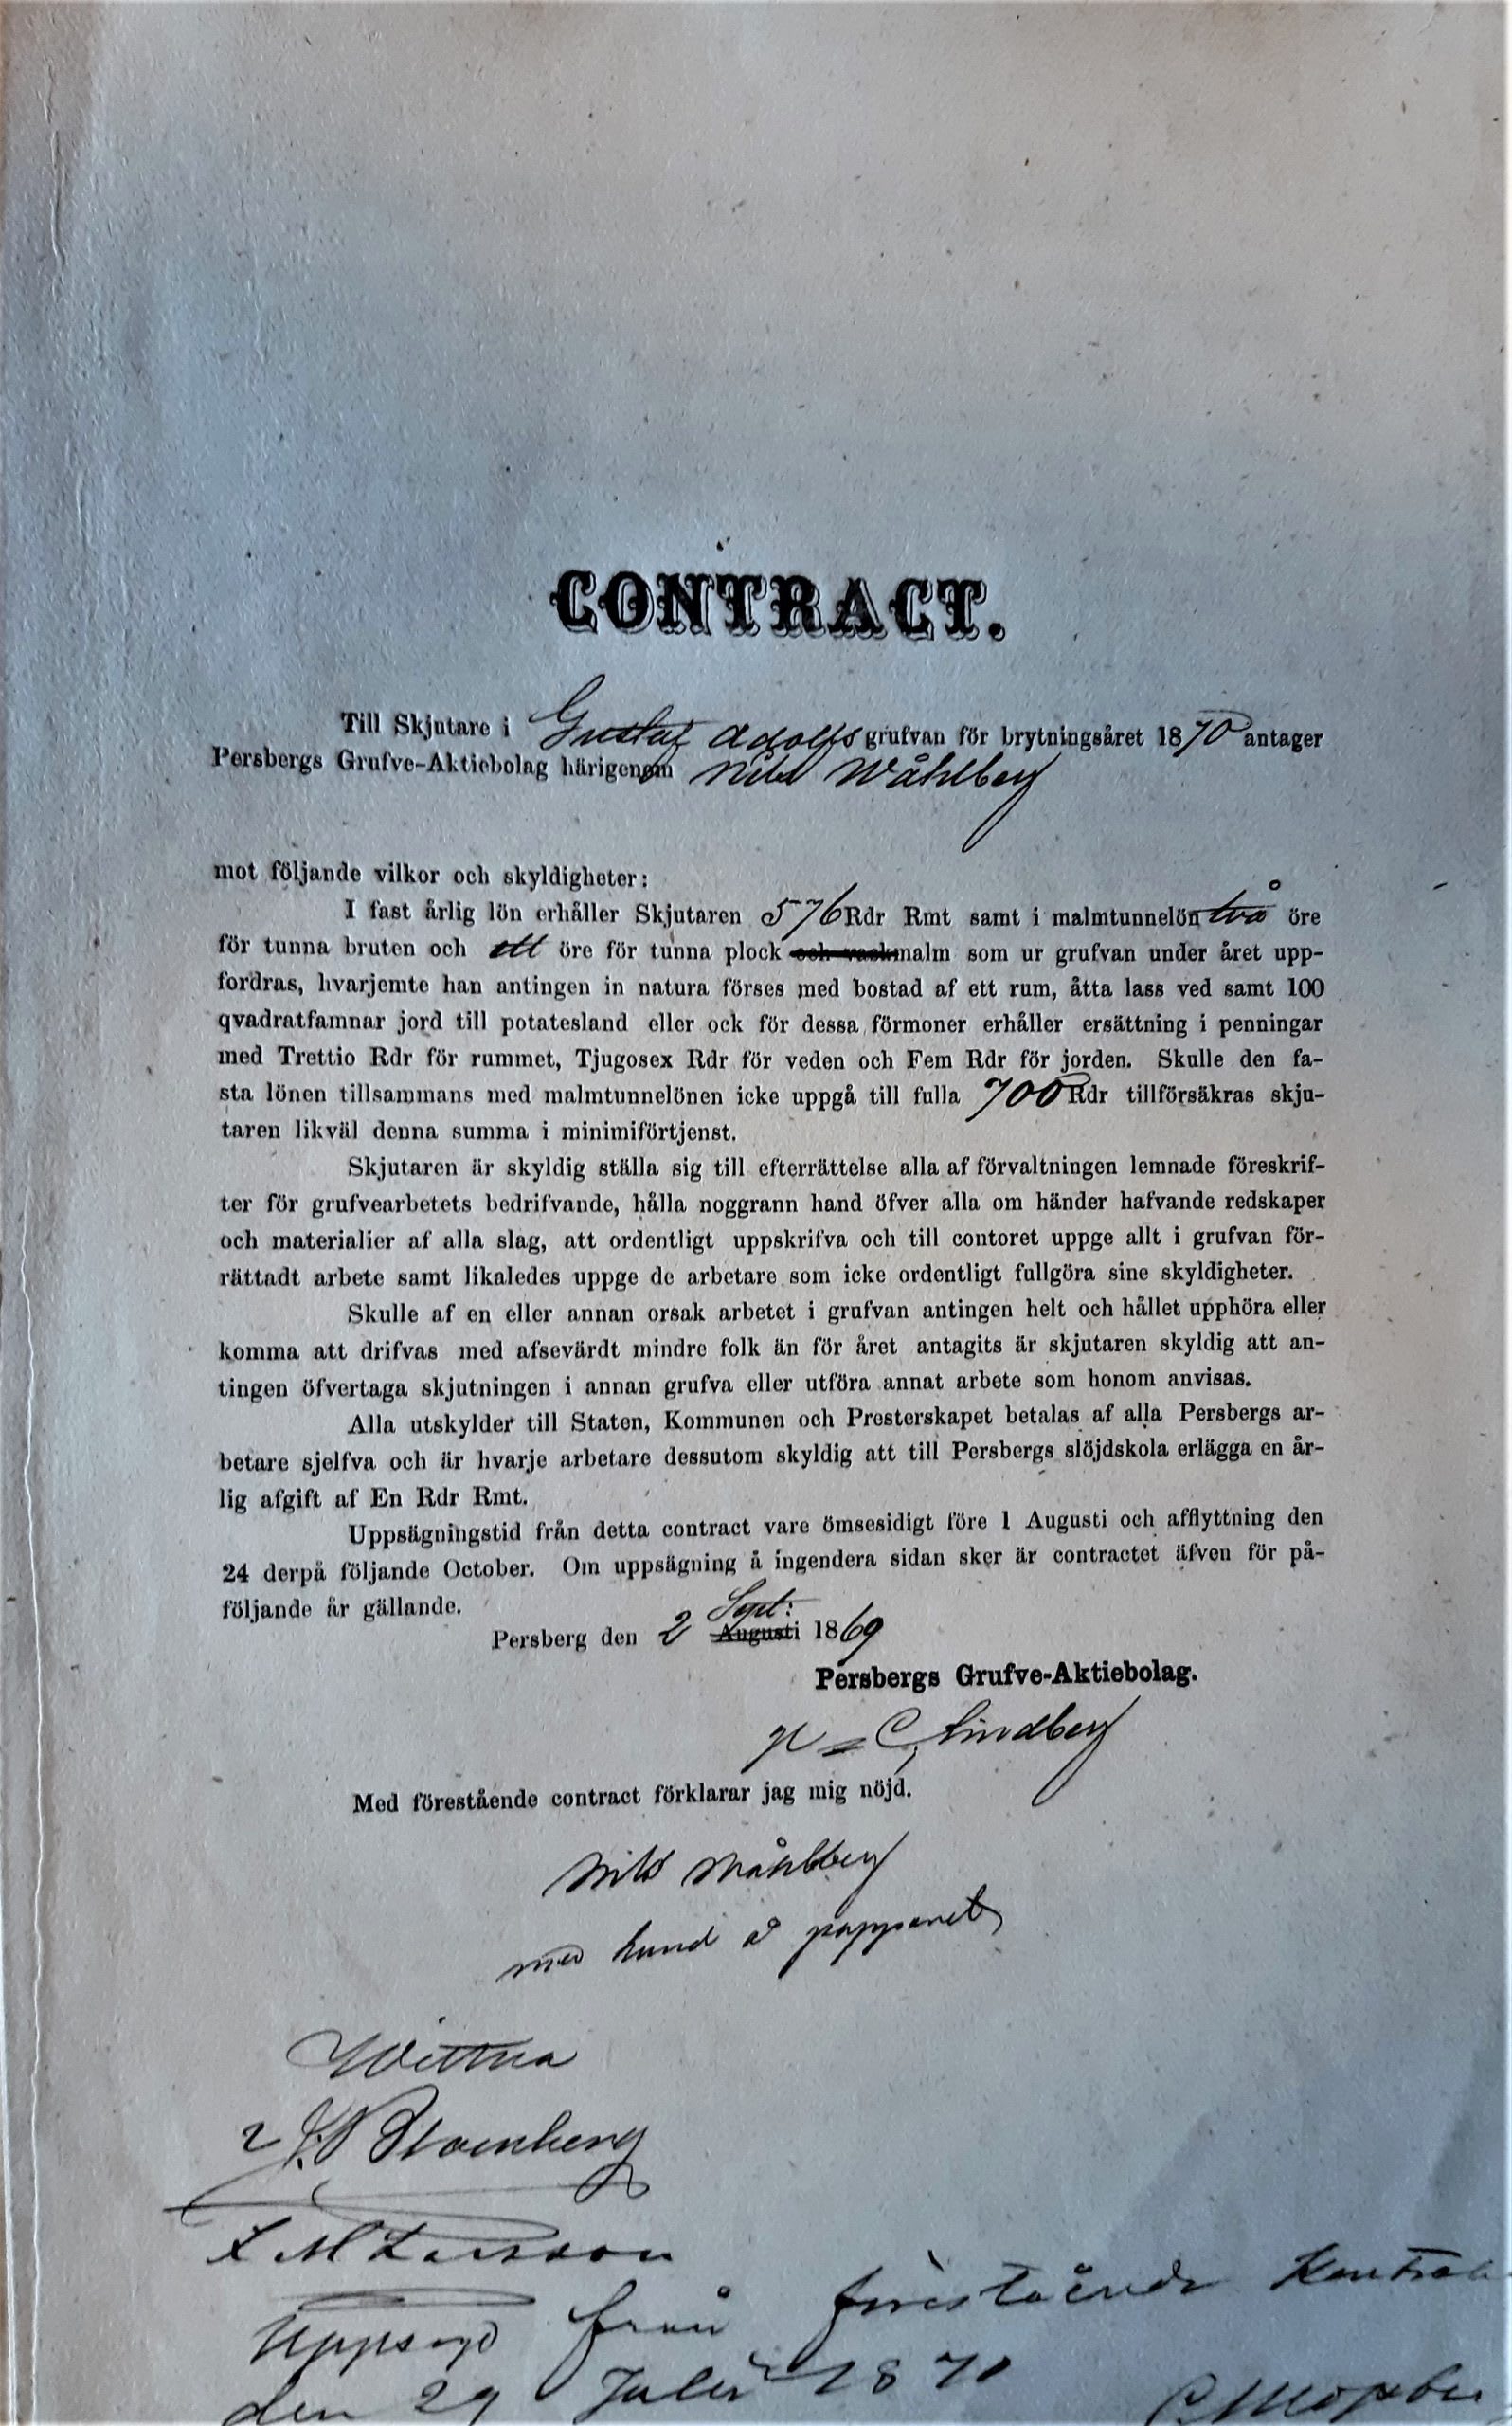 CONTRACT.
Till Skjutare i Gustaf Adolfs grufvan för brytningsåret 1870 antager
Persbergs Grufve-Aktiebolag härigenom Nils Wåhlberg
mot följande vilkor och skyldigheter:
I fast årlig lön erhåller Skjutaren 576 Rdr Rmt samt i malmtunnelön två öre
för tunna bruten och ett öre för tunna plock och vaskmalm som ur grufvan under året upp-
fordras, hvarjemte han antingen in natura förses med bostad af ett rum, åtta lass ved samt 100
qvadratfamnar jord till potatesland eller ock för dessa förmoner erhåller ersättning i penningar
med Trettio Rdr för rummet, Tjugosex Rdr för veden och Fem Rdr för jorden. Skulle den fa-
sta lönen tillsammans med malmtunnelönen icke uppgå till fulla 700 Rdr tillförsäkras skju-
taren likväl denna summa i minimiförtjenst.
Skjutaren är skyldig ställa sig till efterrättelse alla af förvaltningen lemnade föreskrif-
ter för grufvearbetets bedrifvande, hålla noggrann hand öfver alla om händer hafvande redskaper
och materialier af alla slag, att ordentligt uppskrifva och till contoret uppge allt i grufvan för-
rättadt arbete samt likaledes uppge de arbetare som icke ordentligt fullgöra sine skyldigheter.
Skulle af en eller annan orsak arbetet i grufvan antingen helt och hållet upphöra eller
komma att drifvas med afsevärdt mindre folk än för året antagits är skjutaren skyldig att an-
tingen öfvertaga skjutningen i annan grufva eller utföra annat arbete som honom anvisas.
Alla utskylder till Staten, Kommunen och Presterskapet betalas af alla Persbergs ar-
betare sjelfva och är hvarje arbetare dessutom skyldig att till Persbergs slöjdskola erlägga en år-
lig afgift af En Rdr Rmt.
Uppsägningstid från detta contract vare ömsesidigt före 1 Augusti och afflyttning den
24 derpå följande October. Om uppsägning å ingendera sidan sker är contractet äfven för på-
följande år gällande.
Sept:
Persberg den 2 Augusti 1869
Persbergs Grufve-Aktiebolag.
C Lindberg
Med förestående contract förklarar jag mig nöjd.
Nils Wåhlberg
med hand å pappanet
Wittna
L M Larsson
Uppsagd från förestående Kontrak
den 29 Juli 1870